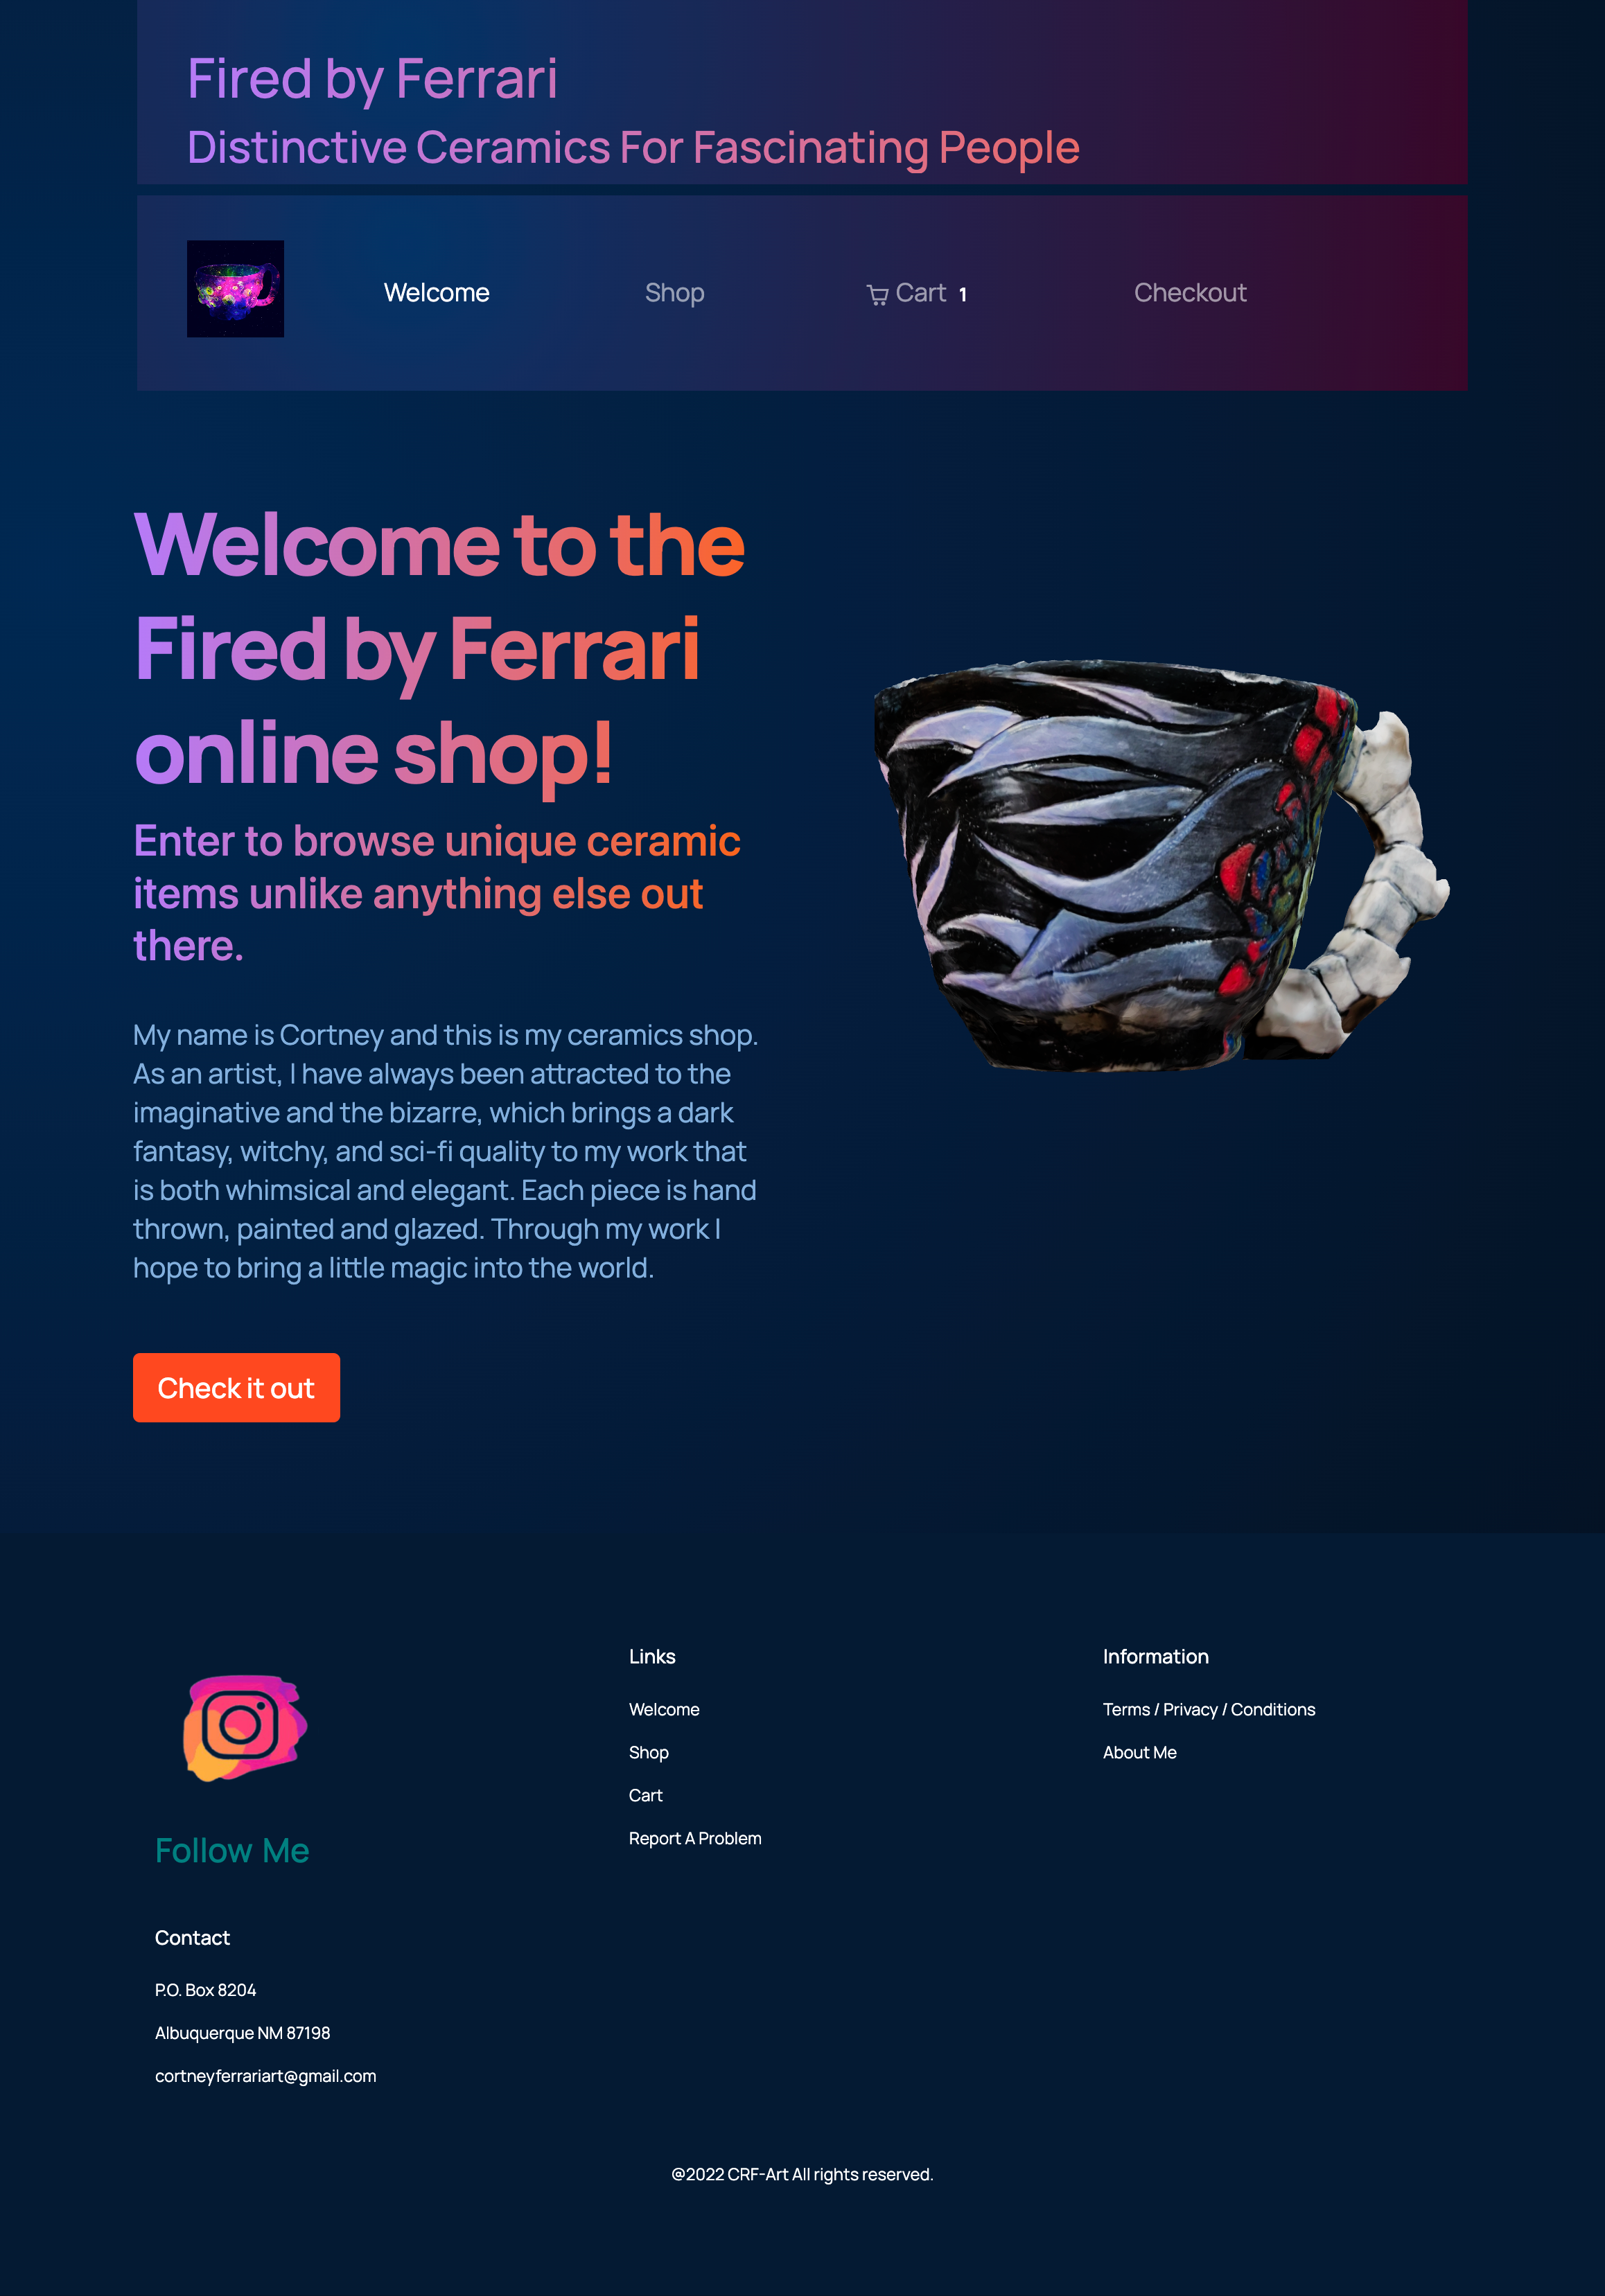 Fired by Ferrari
Distinctive Ceramics For Fascinating People
Welcome
Shop
Cart 1
Checkout
Welcome to the
Fired by Ferrari
online shop!
Enter to browse unique ceramic
items unlike anything else out
there.
My name is Cortney and this is my ceramics shop.
As an artist, I have always been attracted to the
imaginative and the bizarre, which brings a dark
fantasy, witchy, and sci-fi quality to my work that
is both whimsical and elegant. Each piece is hand
thrown, painted and glazed. Through my work I
hope to bring a little magic into the world.
Check it out
Follow Me
Contact
P.O. Box 8204
Albuquerque NM 87198
cortneyferrariart@gmail.com
Links
Welcome
Shop
Cart
Report A Problem
Information
Terms / Privacy / Conditions
About Me
@2022 CRF-Art All rights reserved.